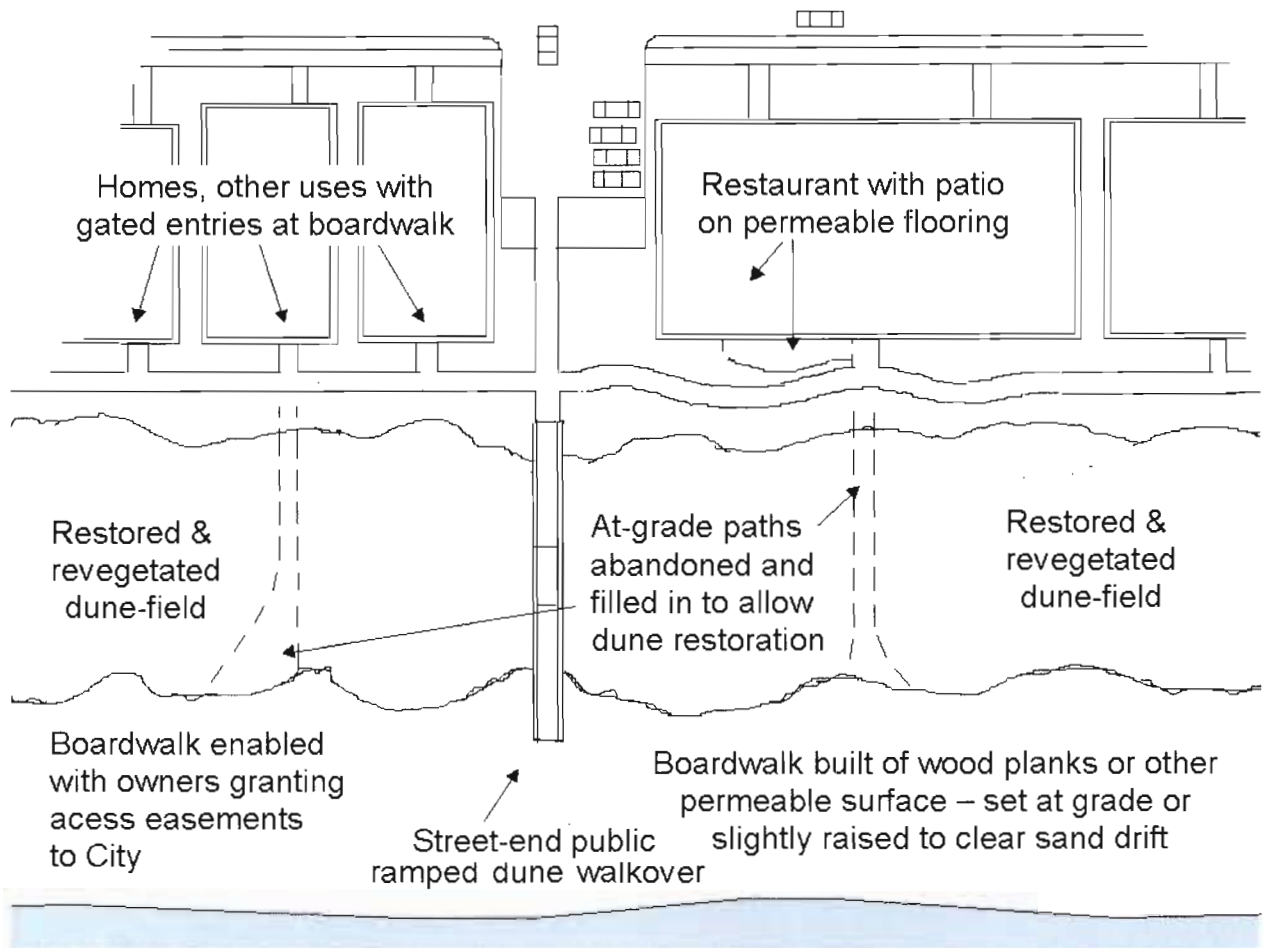 Homes, other uses with
gated entries at boardwalk
Restaurant with patio
on permeable flooring
Restored &
revegetated
dune-field
At-grade paths
abandoned and
filled in to allow
dune restoration
Restored &
revegetated
dune-field
Boardwalk enabled
with owners granting
acess easements
to City
Street-end public
ramped dune walkover
Boardwalk built of wood planks or other
permeable surface – set at grade or
slightly raised to clear sand drift